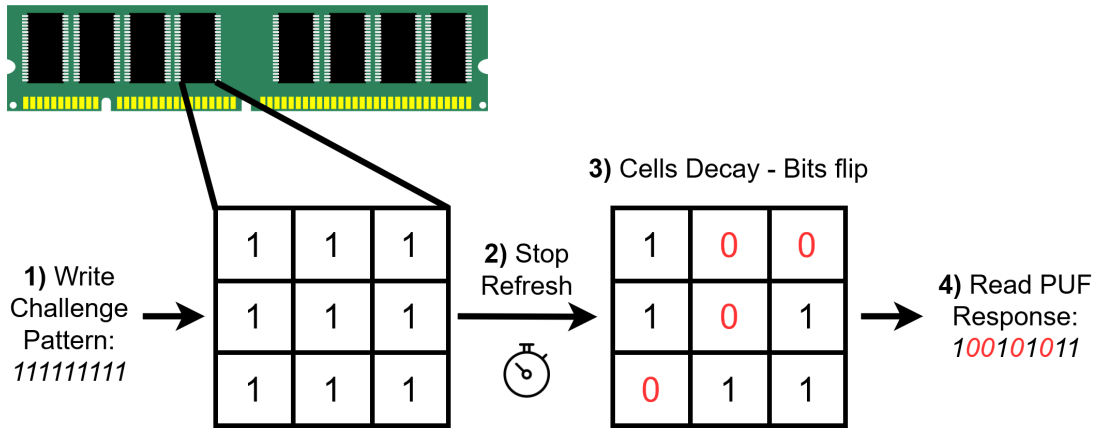 1) Write
Challenge
Pattern:
111111111
1 1 1
1 1 1
1 1 1
2) Stop
Refresh
3) Cells Decay - Bits flip
1 0 0
1 0 1
0 1 1
4) Read PUF
Response:
100101011